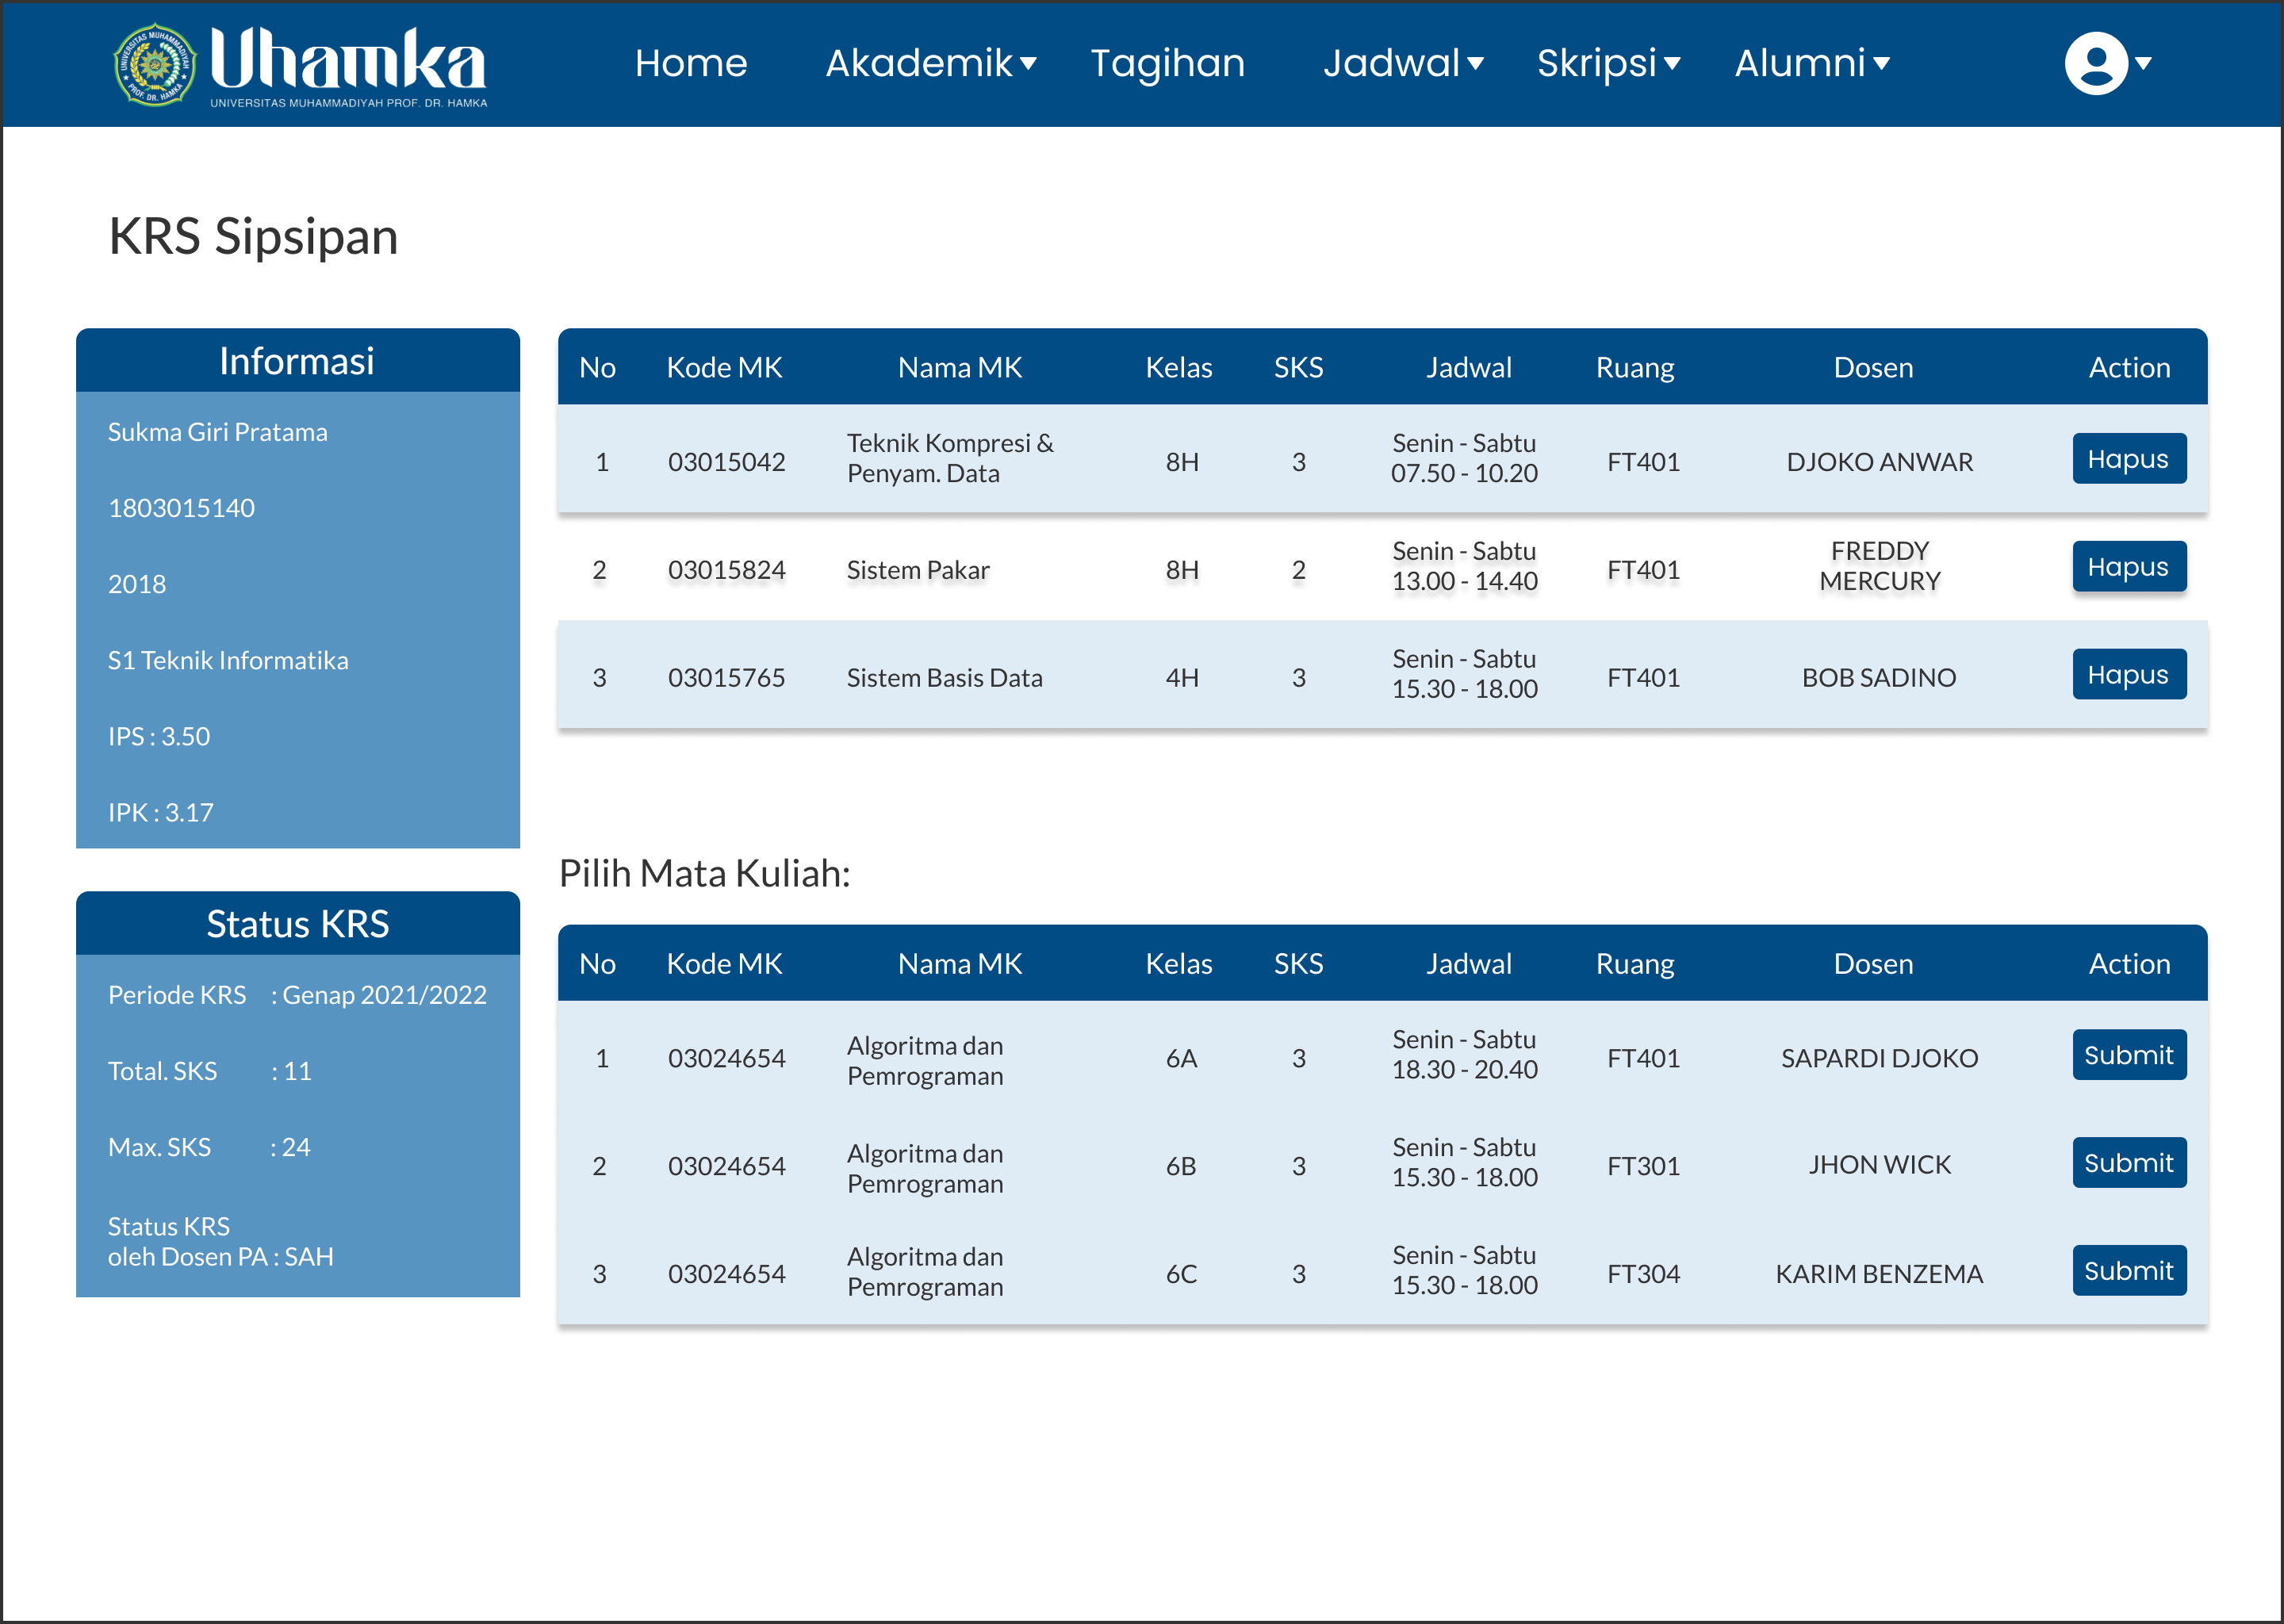 Uhamka
UNIVERSITAS MUHAMMADIYAH PROF. DR. HAMKA
UNIVERSITAS MUHAMMADIYAH
PROF. DR. HAMKA
Home Akademik Tagihan Jadwal Skripsi Alumni
KRS Sipsipan
Informasi
Sukma Giri Pratama
1803015140
2018
S1 Teknik Informatika
IPS : 3.50
IPK : 3.17
Status KRS
Periode KRS : Genap 2021/2022
Total. SKS : 11
Max. SKS : 24
Status KRS
oleh Dosen PA : SAH
No Kode MK Nama MK Kelas SKS Jadwal Ruang Dosen Action
1 03015042 Teknik Kompresi & Penyam. Data 8H 3 Senin - Sabtu 07.50 - 10.20 FT401 DJOKO ANWAR Hapus
2 03015824 Sistem Pakar 8H 2 Senin - Sabtu 13.00 - 14.40 FT401 FREDDY MERCURY Hapus
3 03015765 Sistem Basis Data 4H 3 Senin - Sabtu 15.30 - 18.00 FT401 BOB SADINO Hapus
Pilih Mata Kuliah:
No Kode MK Nama MK Kelas SKS Jadwal Ruang Dosen Action
1 03024654 Algoritma dan Pemrograman 6A 3 Senin - Sabtu 18.30 - 20.40 FT401 SAPARDI DJOKO Submit
2 03024654 Algoritma dan Pemrograman 6B 3 Senin - Sabtu 15.30 - 18.00 FT301 JHON WICK Submit
3 03024654 Algoritma dan Pemrograman 6C 3 Senin - Sabtu 15.30 - 18.00 FT304 KARIM BENZEMA Submit